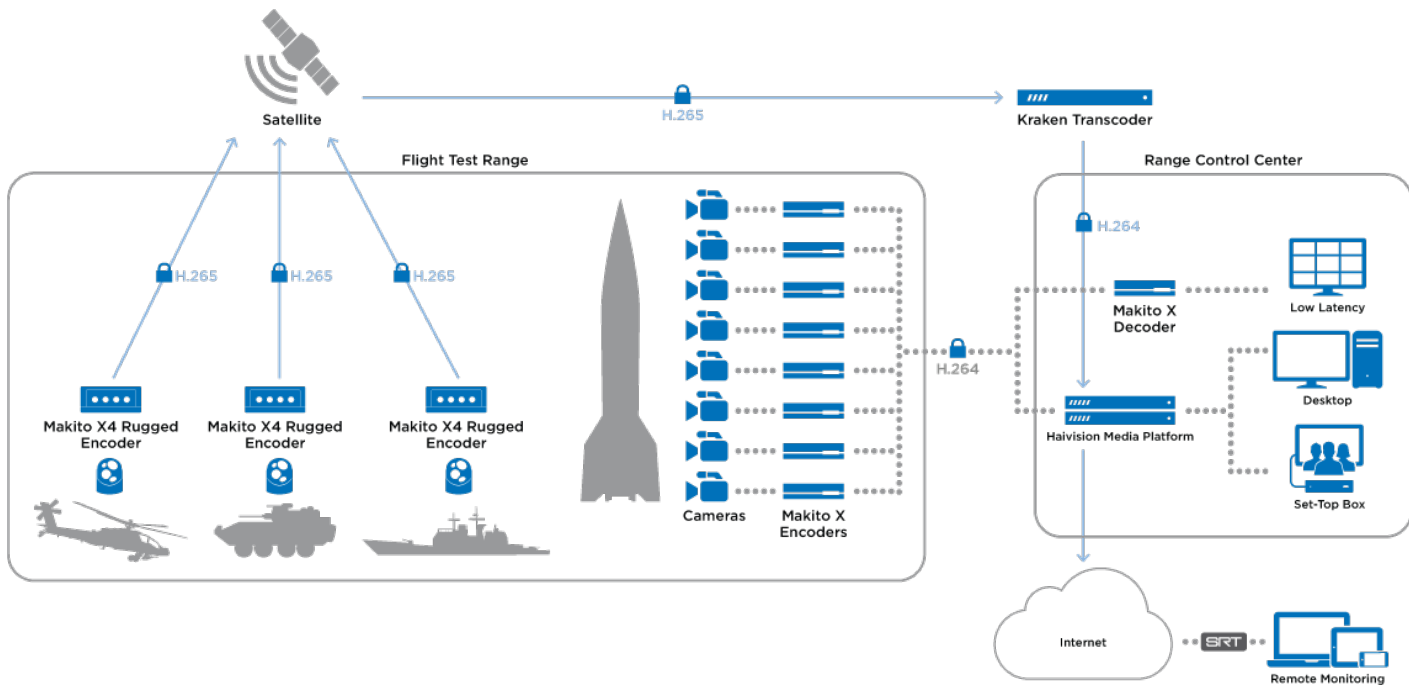 Satellite
H.265
Kraken Transcoder
Flight Test Range
Range Control Center
H.264
H.265
H.265
H.265
Low Latency
Makito X
Decoder
H.264
Desktop
Makito X4 Rugged
Encoder
Makito X4 Rugged
Encoder
Makito X4 Rugged
Encoder
Haivision Media Platform
Set-Top Box
Cameras
Makito X
Encoders
Internet
SRT
Remote Monitoring